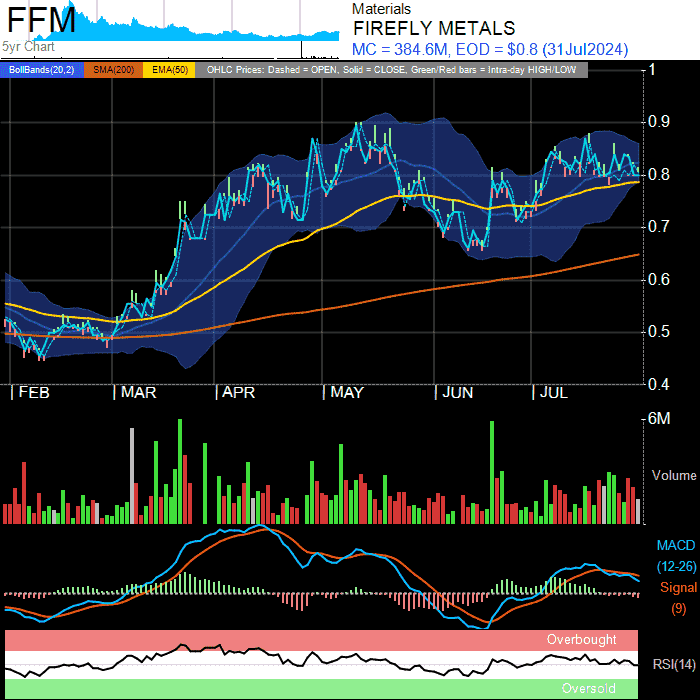 FFM
5yr Chart
Materials
FIREFLY METALS
MC = 384.6M, EOD = $0.8 (31Jul2024)
BollBands(20,2) SMA(200) EMA(50) OHLC Prices: Dashed = OPEN, Solid = CLOSE, Green/Red bars = Intra-day HIGH/LOW
1
0.9
0.8
0.7
0.6
0.5
0.4
FEB MAR APR MAY JUN JUL
6M
Volume
MACD
(12-26)
Signal
(9)
Overbought
RSI(14)
Oversold